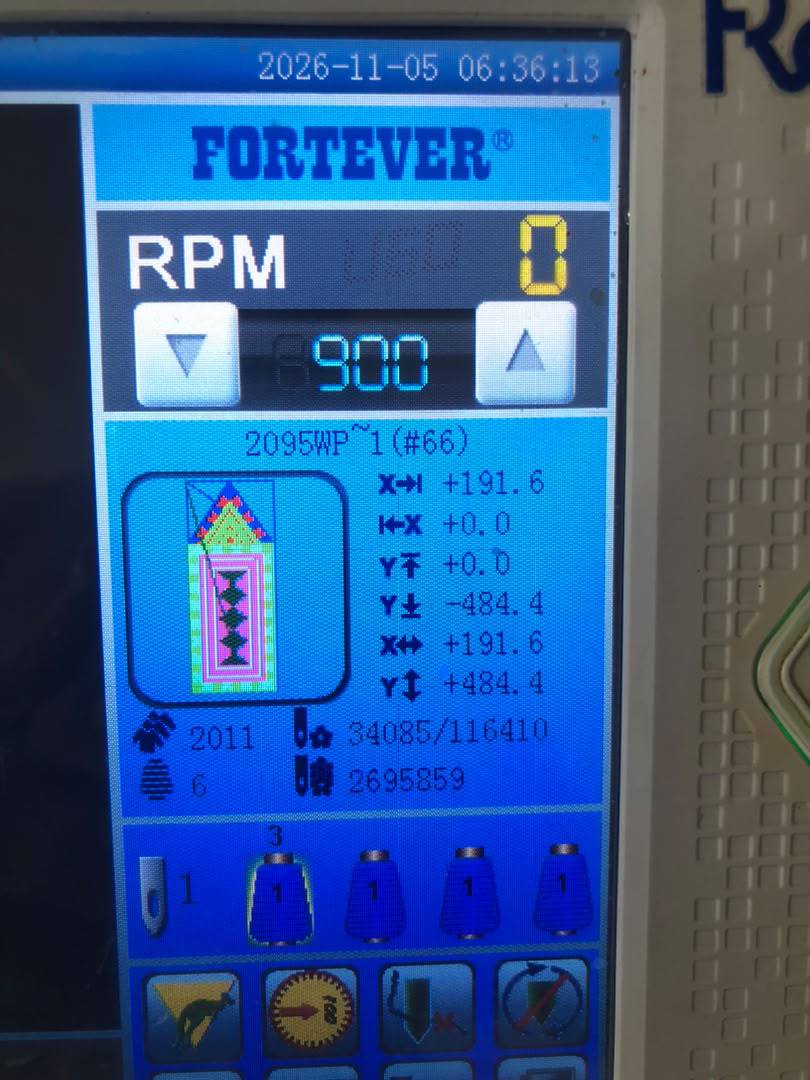 2026-11-05 06:36:13
FORTEVER®
RPM 0
900
2095WP~1(#66)
X +191.6
X +0.0
Y +0.0
Y -484.4
X +191.6
Y +484.4
2011 34085/116410
6 2695859
3
1 1 1 1 1
100